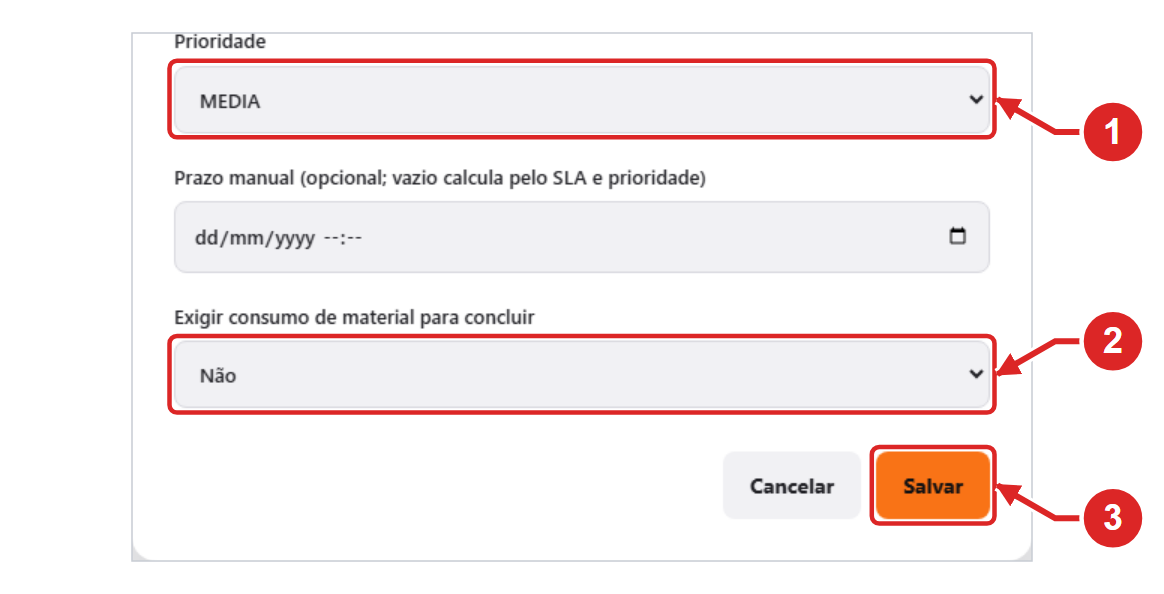 Prioridade
MEDIA
1
Prazo manual (opcional; vazio calcula pelo SLA e prioridade)
dd/mm/yyyy --:--
Exigir consumo de material para concluir
2
Não
Cancelar
Salvar
3